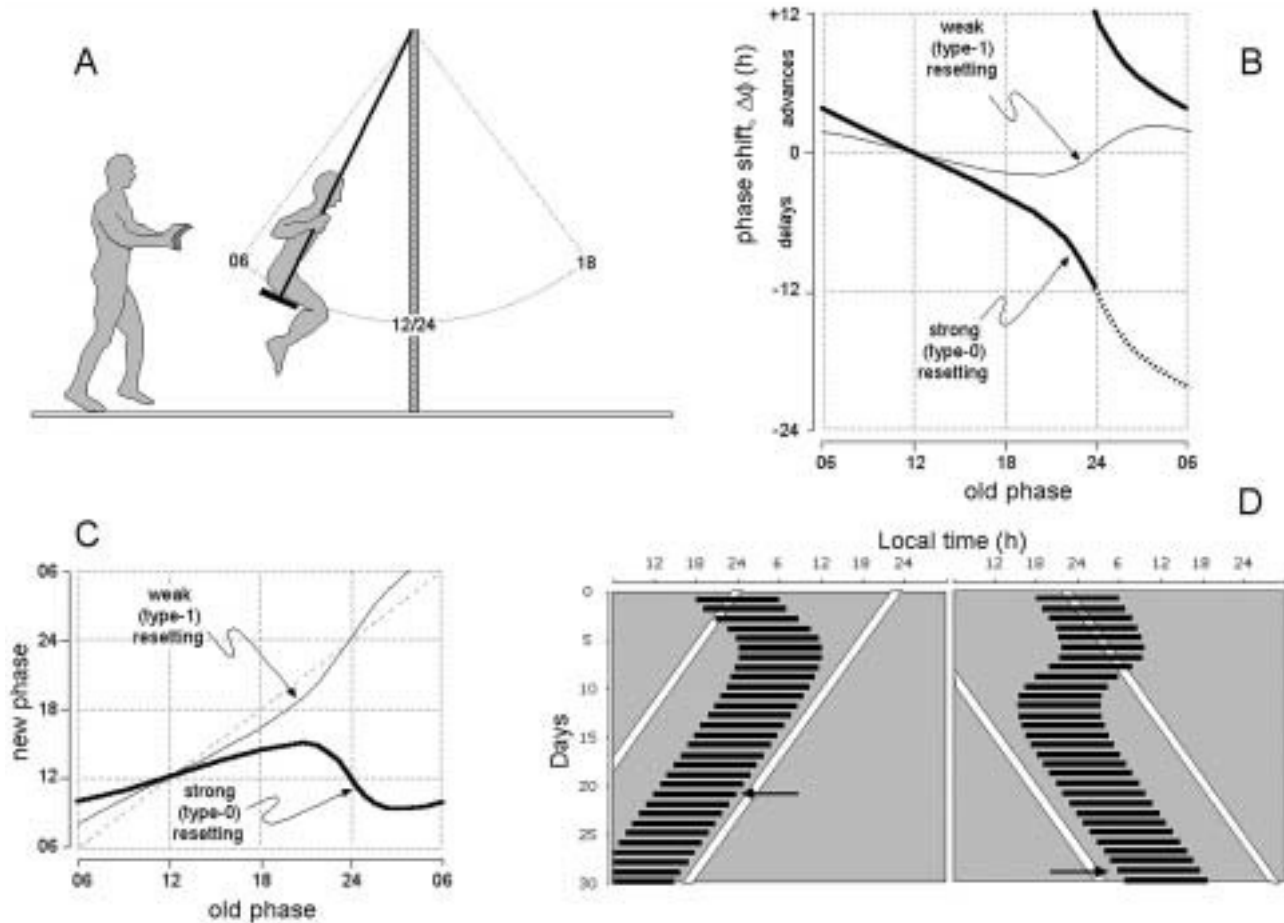 A
06
18
12/24
B
+12
0
-12
-24
phase shift, Δϕ (h)
advances
delays
weak
(type-1)
resetting
strong
(type-0)
resetting
06 12 18 24 06
old phase
C
06
24
18
12
06
new phase
weak
(type-1)
resetting
strong
(type-0)
resetting
06 12 18 24 06
old phase
D
Local time (h)
12 18 24 6 12 18 24
12 18 24 6 12 18 24
0
5
10
15
20
25
30
Days